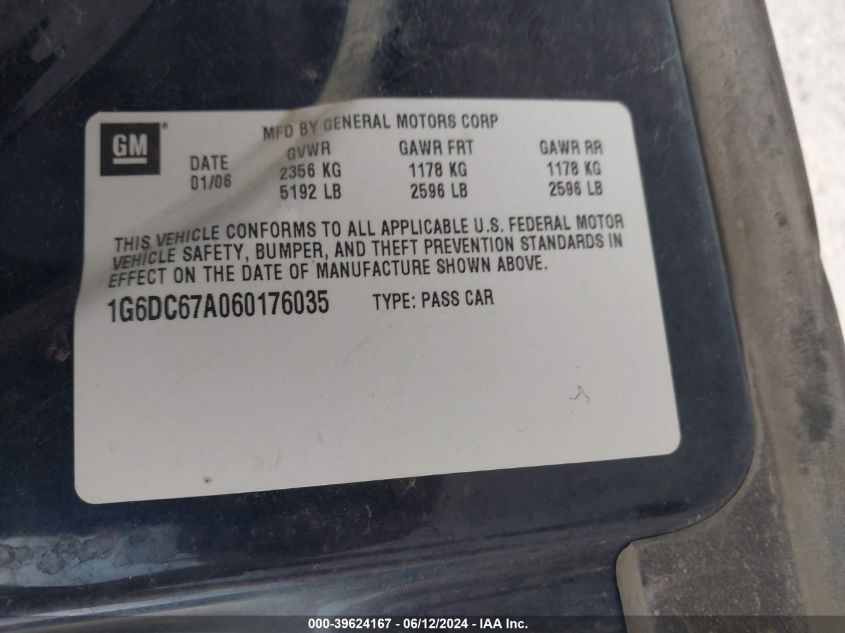 GM
MFD BY GENERAL MOTORS CORP
DATE GVWR GAWR FRT GAWR RR
01/06 2356 KG 1178 KG 1178 KG
5192 LB 2596 LB 2596 LB
THIS VEHICLE CONFORMS TO ALL APPLICABLE U.S. FEDERAL MOTOR
VEHICLE SAFETY, BUMPER, AND THEFT PREVENTION STANDARDS IN
EFFECT ON THE DATE OF MANUFACTURE SHOWN ABOVE.
1G6DC67A060176035 TYPE: PASS CAR
000-39624167 - 06/12/2024 - IAA Inc.